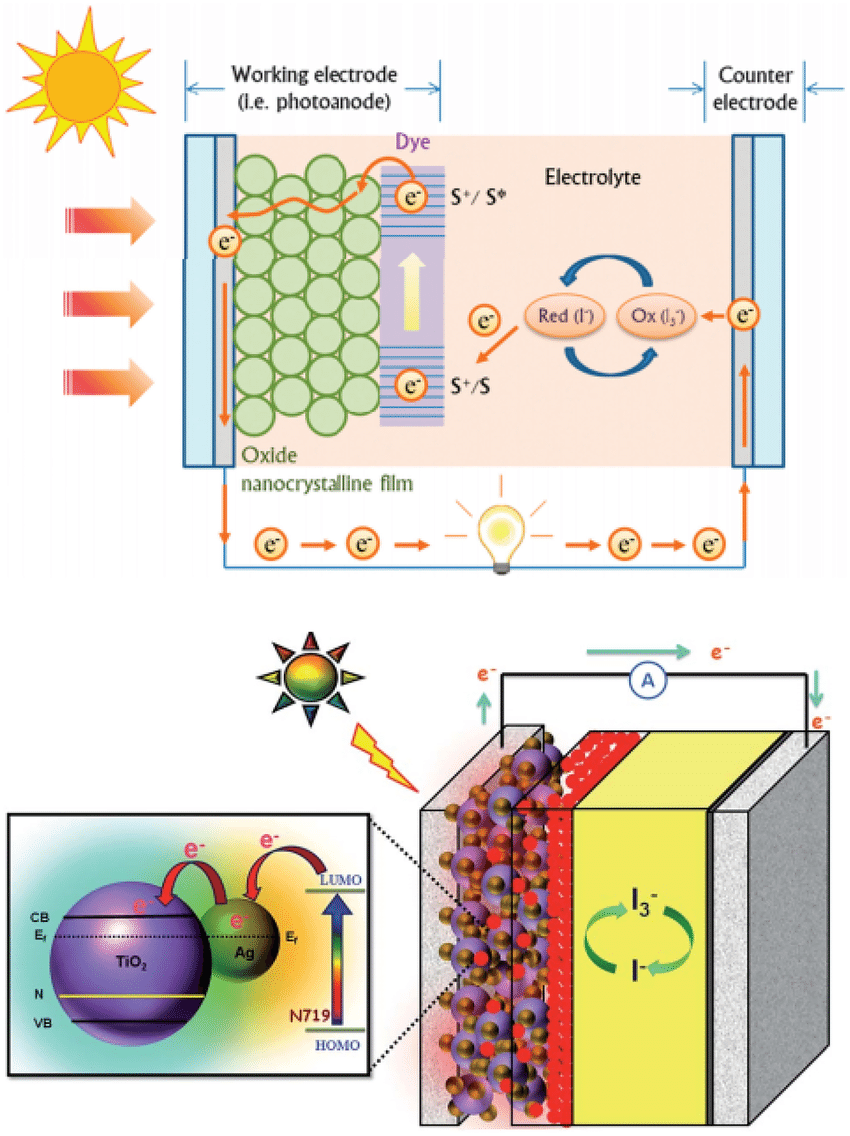 Working electrode
(i.e. photoanode)
Counter
electrode
Dye
Electrolyte
e⁻
S⁺/ S*
e⁻
e⁻
Red (I⁻)
Ox (I₃⁻)
e⁻
e⁻
S⁺/S
Oxide
nanocrystalline film
e⁻
e⁻
e⁻
e⁻
e⁻
A
e⁻
e⁻
e⁻
e⁻
e⁻
LUMO
e⁻
e⁻
CB
Ef
Ef
Ag
TiO₂
N
N719
VB
HOMO
I₃⁻
I⁻